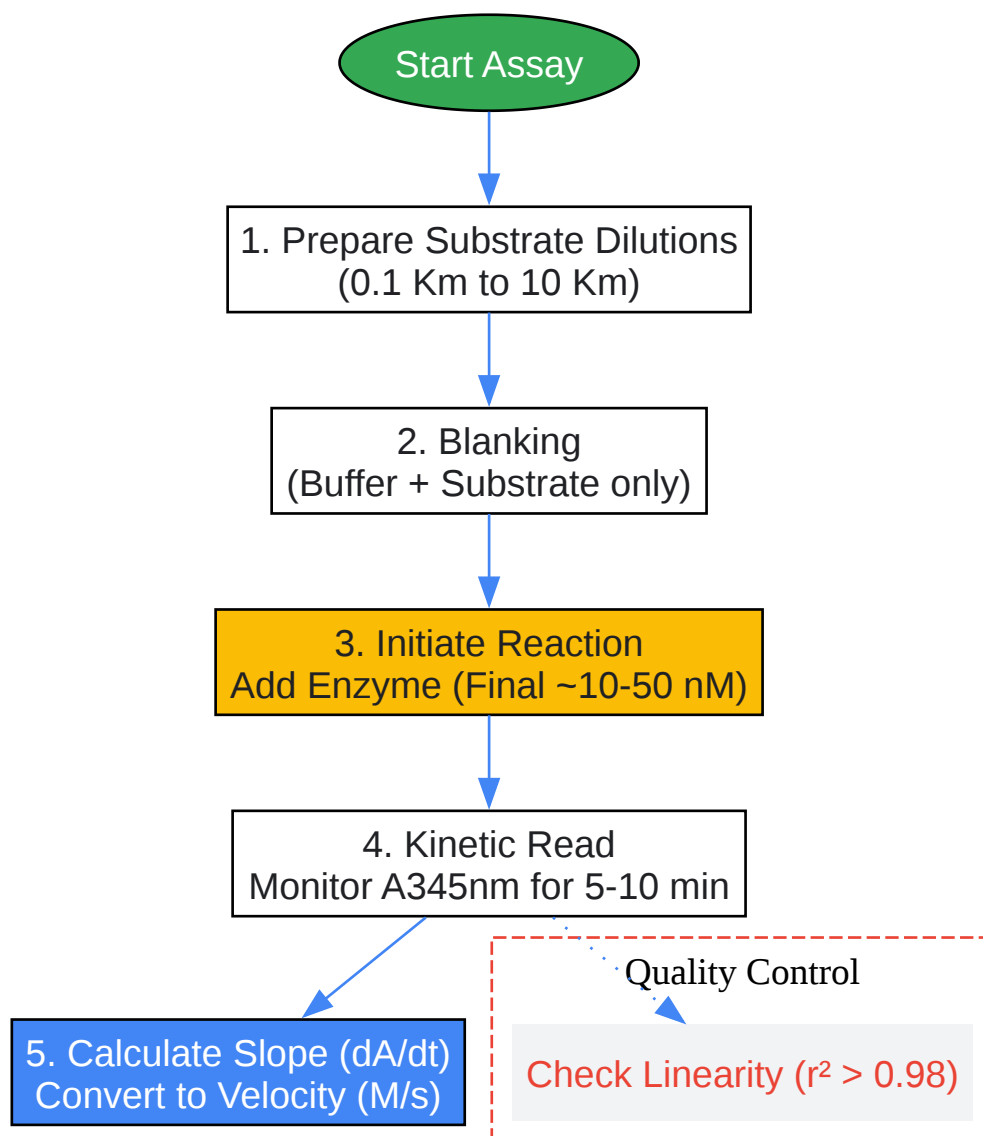 Start Assay
1. Prepare Substrate Dilutions
(0.1 Km to 10 Km)
2. Blanking
(Buffer + Substrate only)
3. Initiate Reaction
Add Enzyme (Final ~10-50 nM)
4. Kinetic Read
Monitor A345nm for 5-10 min
5. Calculate Slope (dA/dt)
Convert to Velocity (M/s)
Quality Control
Check Linearity (r² > 0.98)